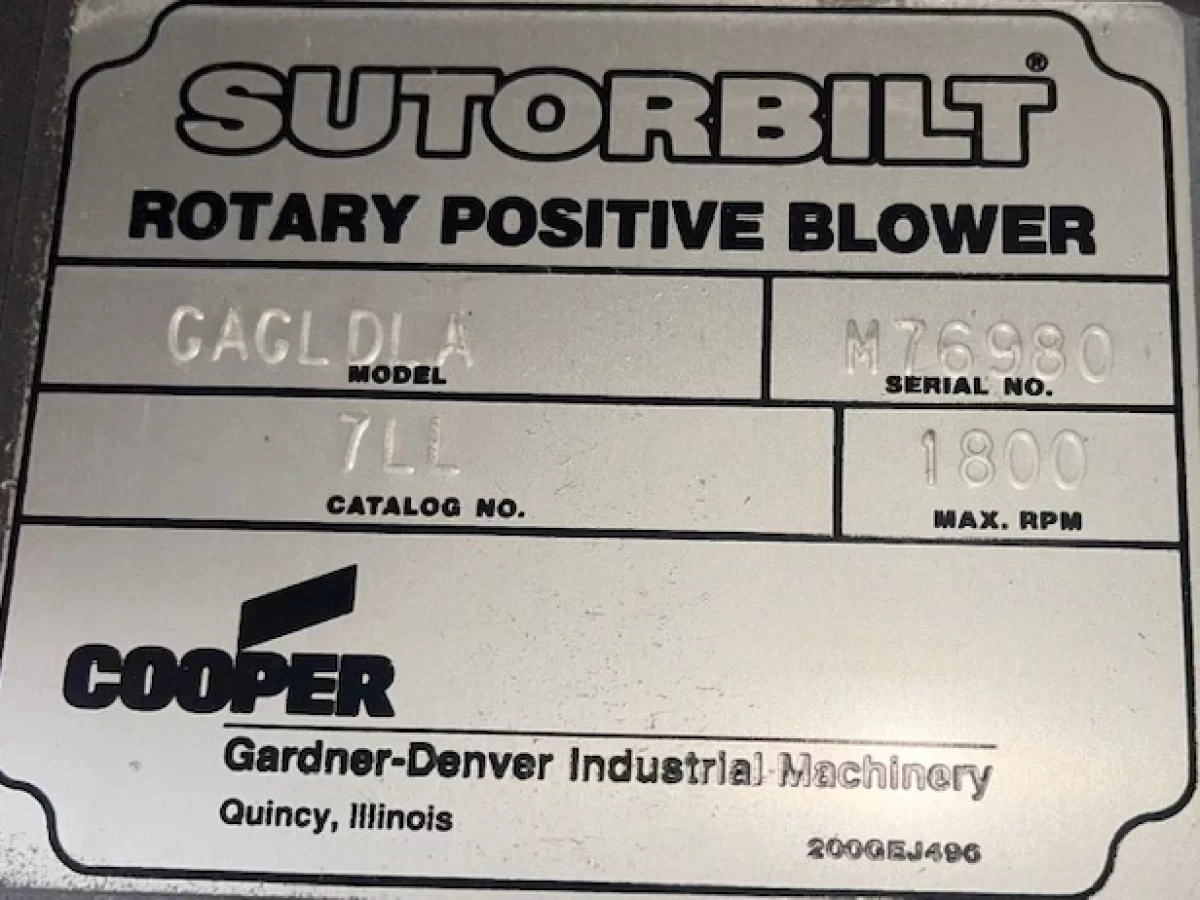 SUTORBILT®
ROTARY POSITIVE BLOWER
GAGLDLA
MODEL
M76980
SERIAL NO.
7LL
CATALOG NO.
1800
MAX. RPM
COOPER
Gardner-Denver Industrial Machinery
Quincy, Illinois
200GEJ496